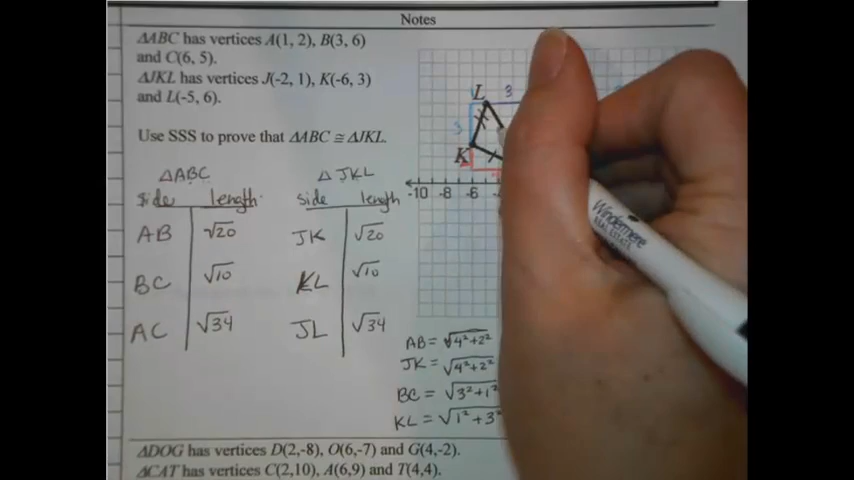 Notes
ΔABC has vertices A(1, 2), B(3, 6)
and C(6, 5).
ΔJKL has vertices J(-2, 1), K(-6, 3)
and L(-5, 6).
Use SSS to prove that ΔABC ≅ ΔJKL.
ΔABC
side length
AB √20
BC √10
AC √34
Δ JKL
side length
JK √20
KL √10
JL √34
L 3
3
K
-10 -8 -6
AB = √4²+2²
JK = √4²+2²
BC = √3²+1²
KL = √1²+3²
Windermere
REAL ESTATE
ΔDOG has vertices D(2,-8), O(6,-7) and G(4,-2).
ΔCAT has vertices C(2,10), A(6,9) and T(4,4).